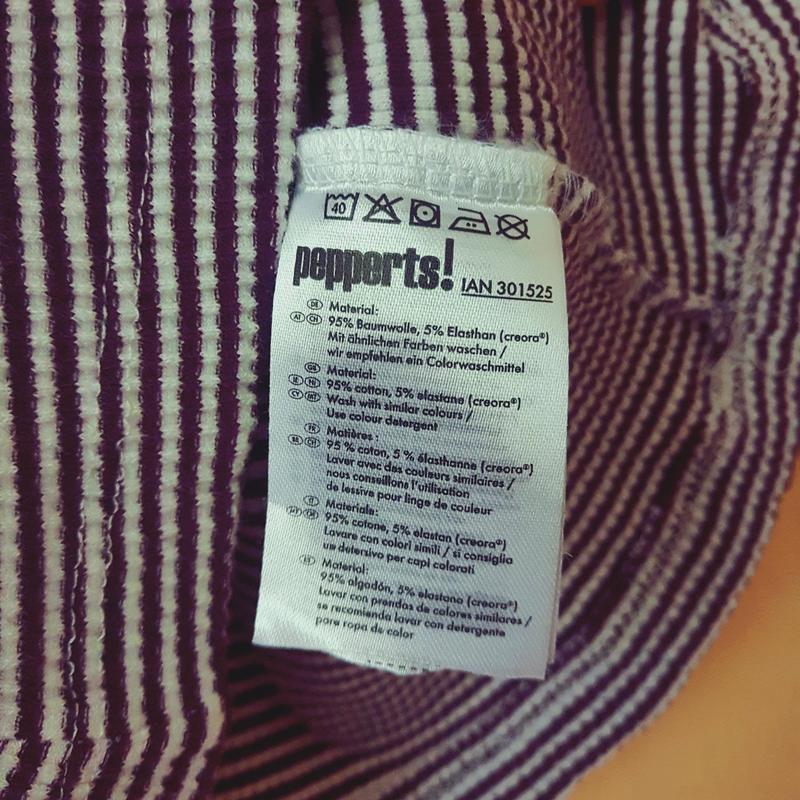 40
pepperts!
IAN 301525
DE Material:
AT CH 95% Baumwolle, 5% Elasthan (creora®)
Mit ähnlichen Farben waschen /
wir empfehlen ein Colorwaschmittel
GB Material:
IE NI 95% cotton, 5% elastane (creora®)
CY MT Wash with similar colours /
Use colour detergent
FR Matières :
BE CH 95 % coton, 5 % élasthanne (creora®)
Laver avec des couleurs similaires /
nous conseillons l'utilisation
de lessive pour linge de couleur
IT Materiale:
MT CH 95% cotone, 5% elastan (creora®)
Lavare con colori simili / si consiglia
un detersivo per capi colorati
ES Material:
95% algodón, 5% elastano (creora®)
Lavar con prendas de colores similares /
se recomienda lavar con detergente
para ropa de color